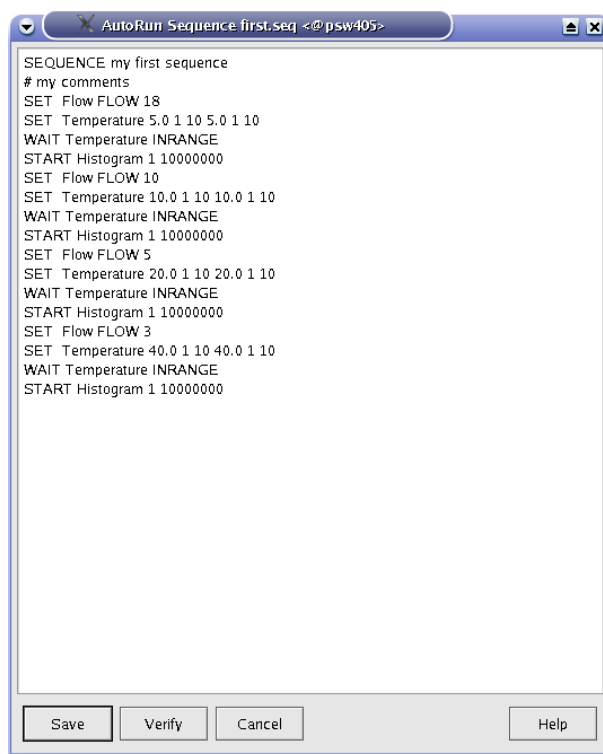 AutoRun Sequence first.seq <@psw405>
SEQUENCE my first sequence
# my comments
SET  Flow FLOW 18
SET  Temperature 5.0 1 10 5.0 1 10
WAIT Temperature INRANGE
START Histogram 1 10000000
SET  Flow FLOW 10
SET  Temperature 10.0 1 10 10.0 1 10
WAIT Temperature INRANGE
START Histogram 1 10000000
SET  Flow FLOW 5
SET  Temperature 20.0 1 10 20.0 1 10
WAIT Temperature INRANGE
START Histogram 1 10000000
SET  Flow FLOW 3
SET  Temperature 40.0 1 10 40.0 1 10
WAIT Temperature INRANGE
START Histogram 1 10000000
Save Verify Cancel Help